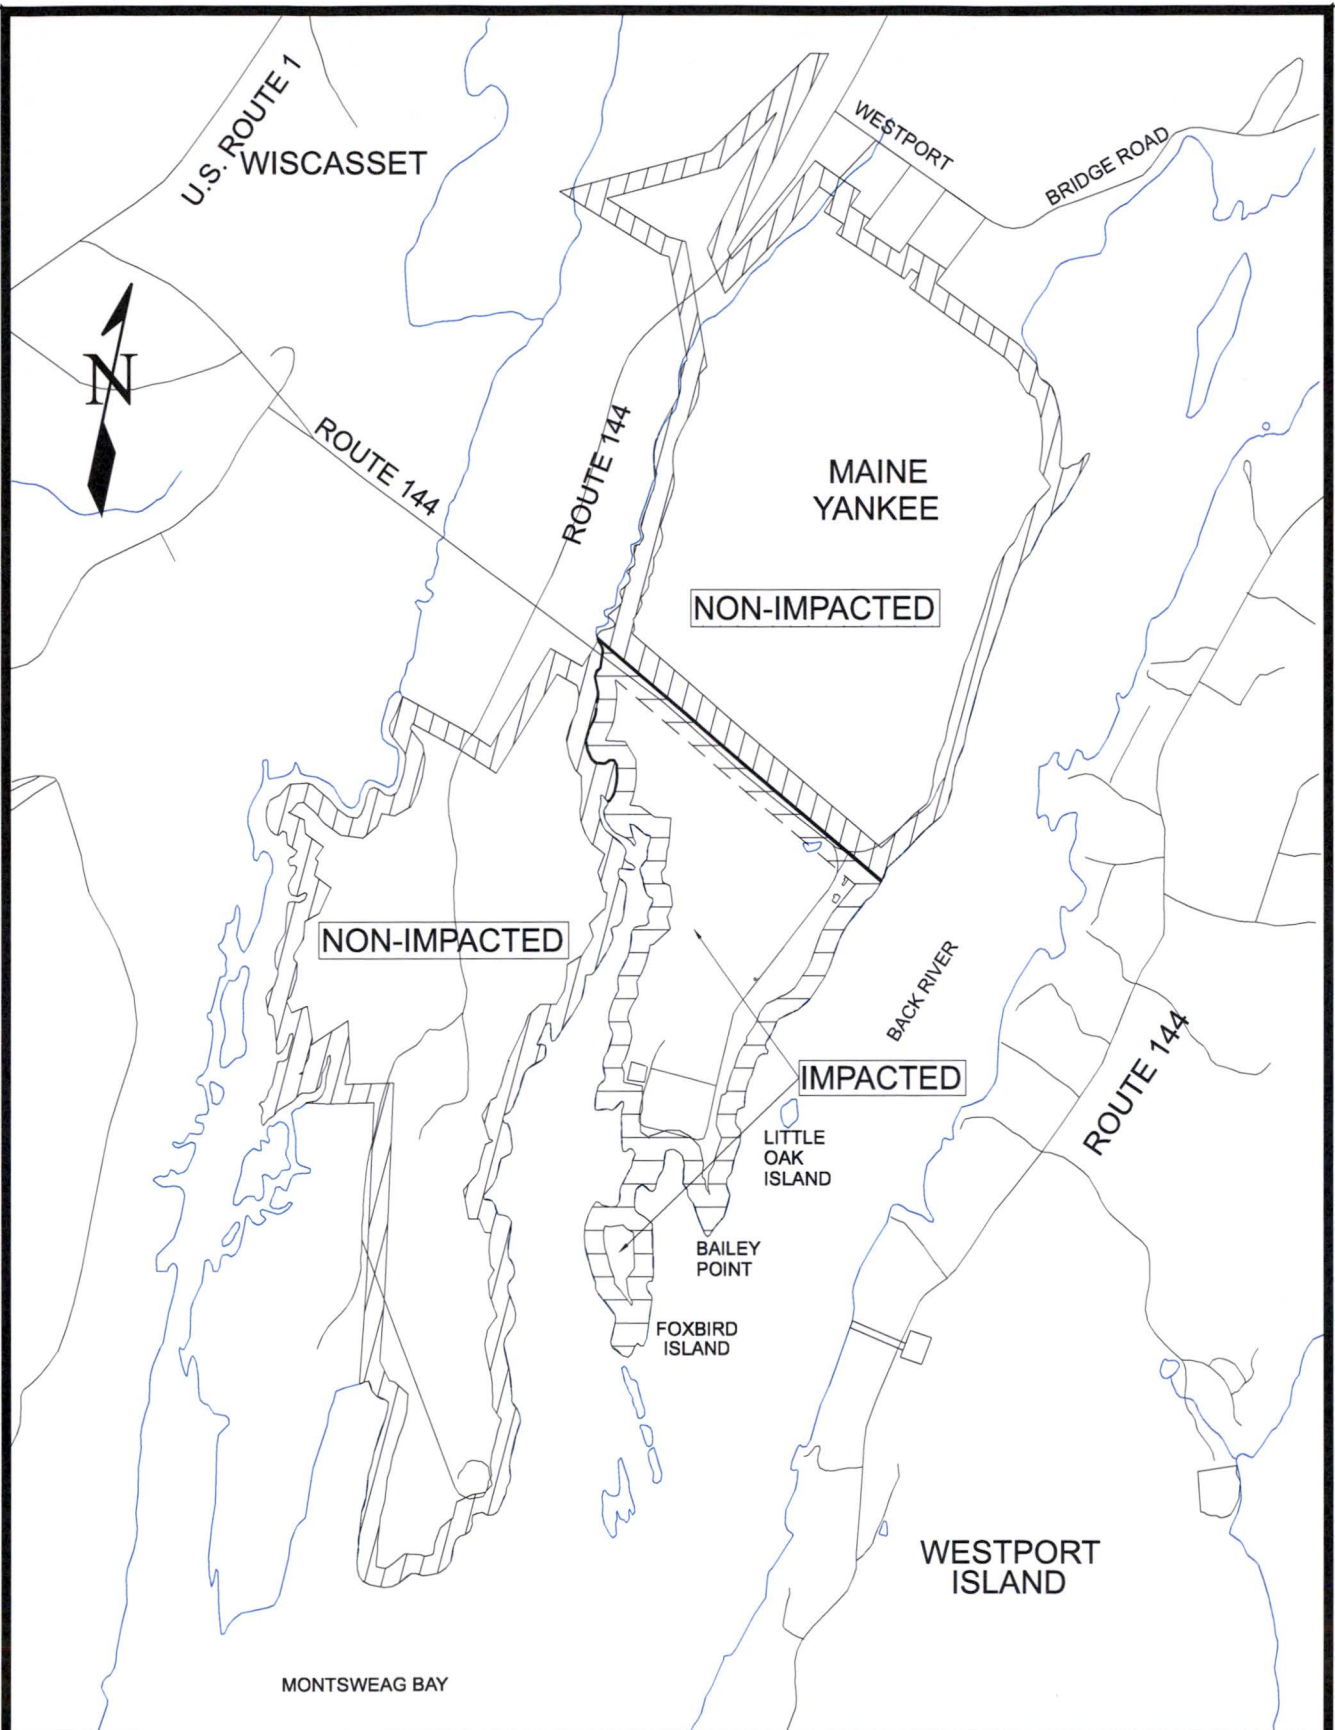 U.S. ROUTE 1
WISCASSET
WESTPORT
BRIDGE ROAD
N
ROUTE 144
ROUTE 144
MAINE
YANKEE
NON-IMPACTED
NON-IMPACTED
BACK RIVER
IMPACTED
ROUTE 144
LITTLE
OAK
ISLAND
BAILEY
POINT
FOXBIRD
ISLAND
WESTPORT
ISLAND
MONTSWEAG BAY